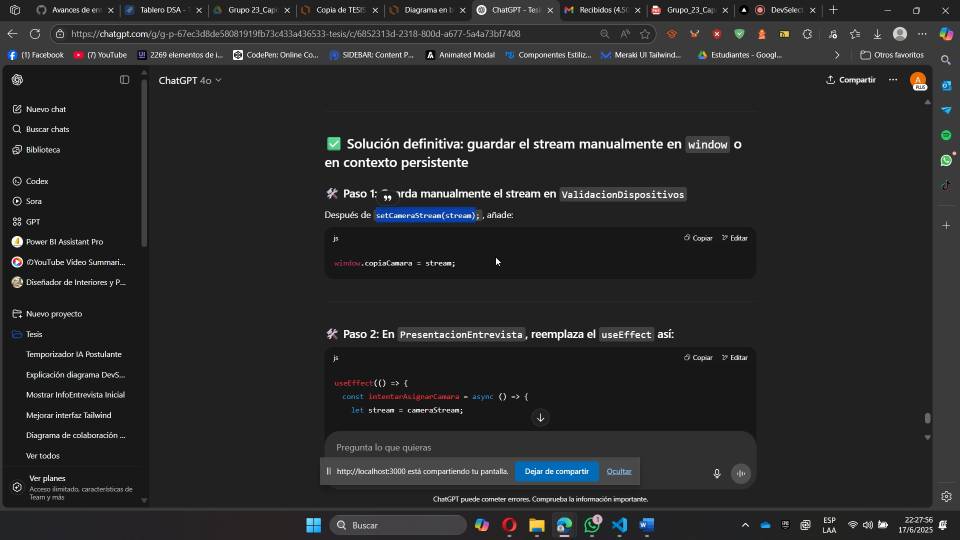 Avances de en
Tablero DSA - T
Grupo 23_Cap
Copia de TESIS
Diagrama en b
ChatGPT - Tesi
Recibidos (4.50
Grupo_23_Cap
DevSelect
https://chatgpt.com/g/g-p-67ec3d8de58081919fb73c433a436533-tesis/c/6852313d-2318-800d-a677-5a4a73bf7408
(1) Facebook
(7) YouTube
2269 elementos de i...
CodePen: Online Co...
SIDEBAR: Content P...
Animated Modal
Componentes Estiliz...
Meraki UI Tailwind...
Estudiantes - Googl...
Otros favoritos
ChatGPT 4o
Compartir
PLUS
Nuevo chat
Buscar chats
Biblioteca
Codex
Sora
GPT
Power BI Assistant Pro
YouTube Video Summari...
Diseñador de Interiores y P...
Nuevo proyecto
Tesis
Temporizador IA Postulante
Explicación diagrama DevS...
Mostrar InfoEntrevista Inicial
Mejorar interfaz Tailwind
Diagrama de colaboración ...
Ver todos
Ver planes
Acceso ilimitado, características de
Team y más
Solución definitiva: guardar el stream manualmente en window o
en contexto persistente
Paso 1: Guarda manualmente el stream en ValidacionDispositivos
Después de setCameraStream(stream);, añade:
js
Copiar
Editar
window.copiaCamara = stream;
Paso 2: En PresentacionEntrevista, reemplaza el useEffect así:
js
Copiar
Editar
useEffect(() => {
const intentarAsignarCamara = async () => {
let stream = cameraStream;
Pregunta lo que quieras
http://localhost:3000 está compartiendo tu pantalla.
Dejar de compartir
Ocultar
ChatGPT puede cometer errores. Comprueba la información importante.
Buscar
ESP
LAA
22:27:56
17/6/2025